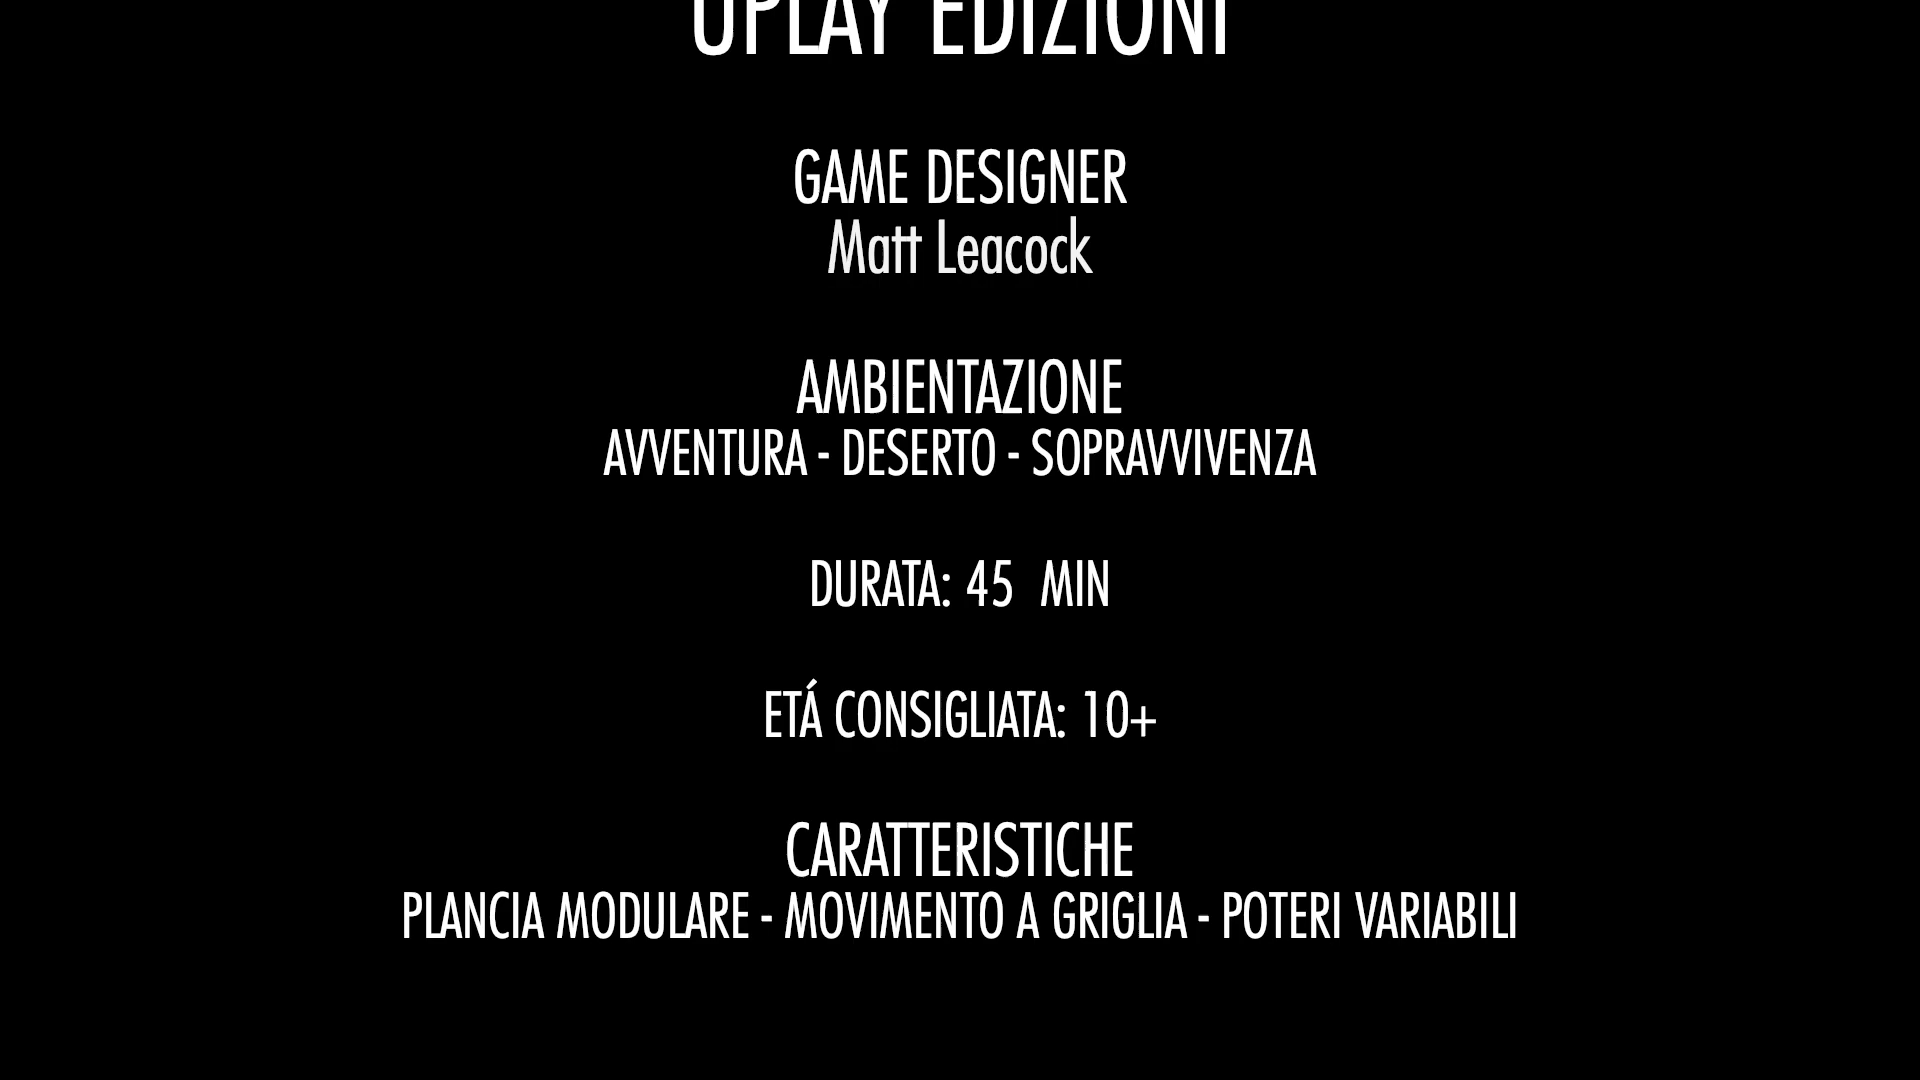 UPLAY EDIZIONI
GAME DESIGNER
Matt Leacock
AMBIENTAZIONE
AVVENTURA - DESERTO - SOPRAVVIVENZA
DURATA: 45 MIN
ETÁ CONSIGLIATA: 10+
CARATTERISTICHE
PLANCIA MODULARE - MOVIMENTO A GRIGLIA - POTERI VARIABILI